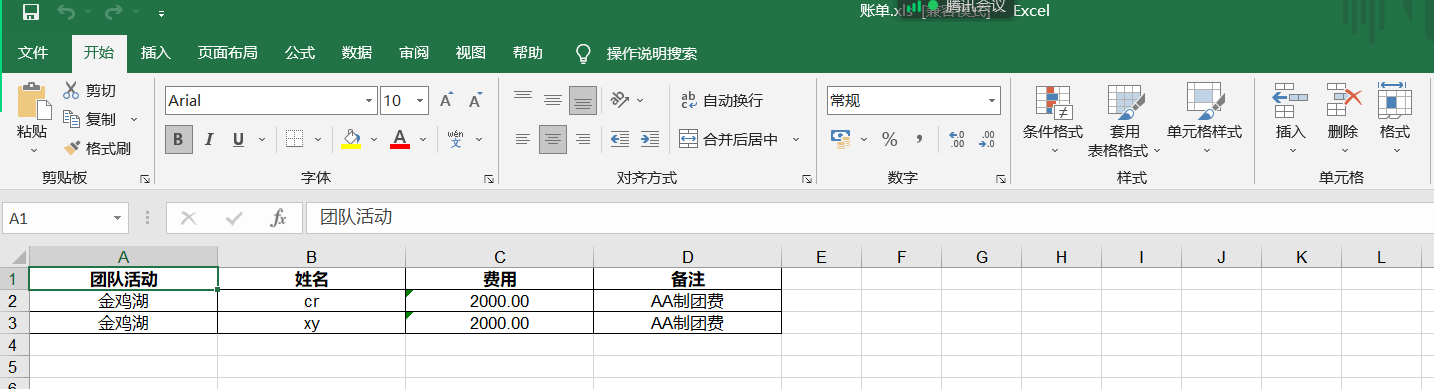 账单.xls [兼容模式] Excel
腾讯会议
文件 开始 插入 页面布局 公式 数据 审阅 视图 帮助 操作说明搜索
粘贴
剪切
复制
格式刷
剪贴板
Arial 10 A A
B I U A wén 文
字体
ab c 自动换行
合并后居中
对齐方式
常规
% , .0 .00 .00 .0
数字
条件格式
套用
表格格式
单元格样式
样式
插入 删除 格式
单元格
A1 fx 团队活动
A B C D E F G H I J K L
1 团队活动 姓名 费用 备注
2 金鸡湖 cr 2000.00 AA制团费
3 金鸡湖 xy 2000.00 AA制团费
4
5
6